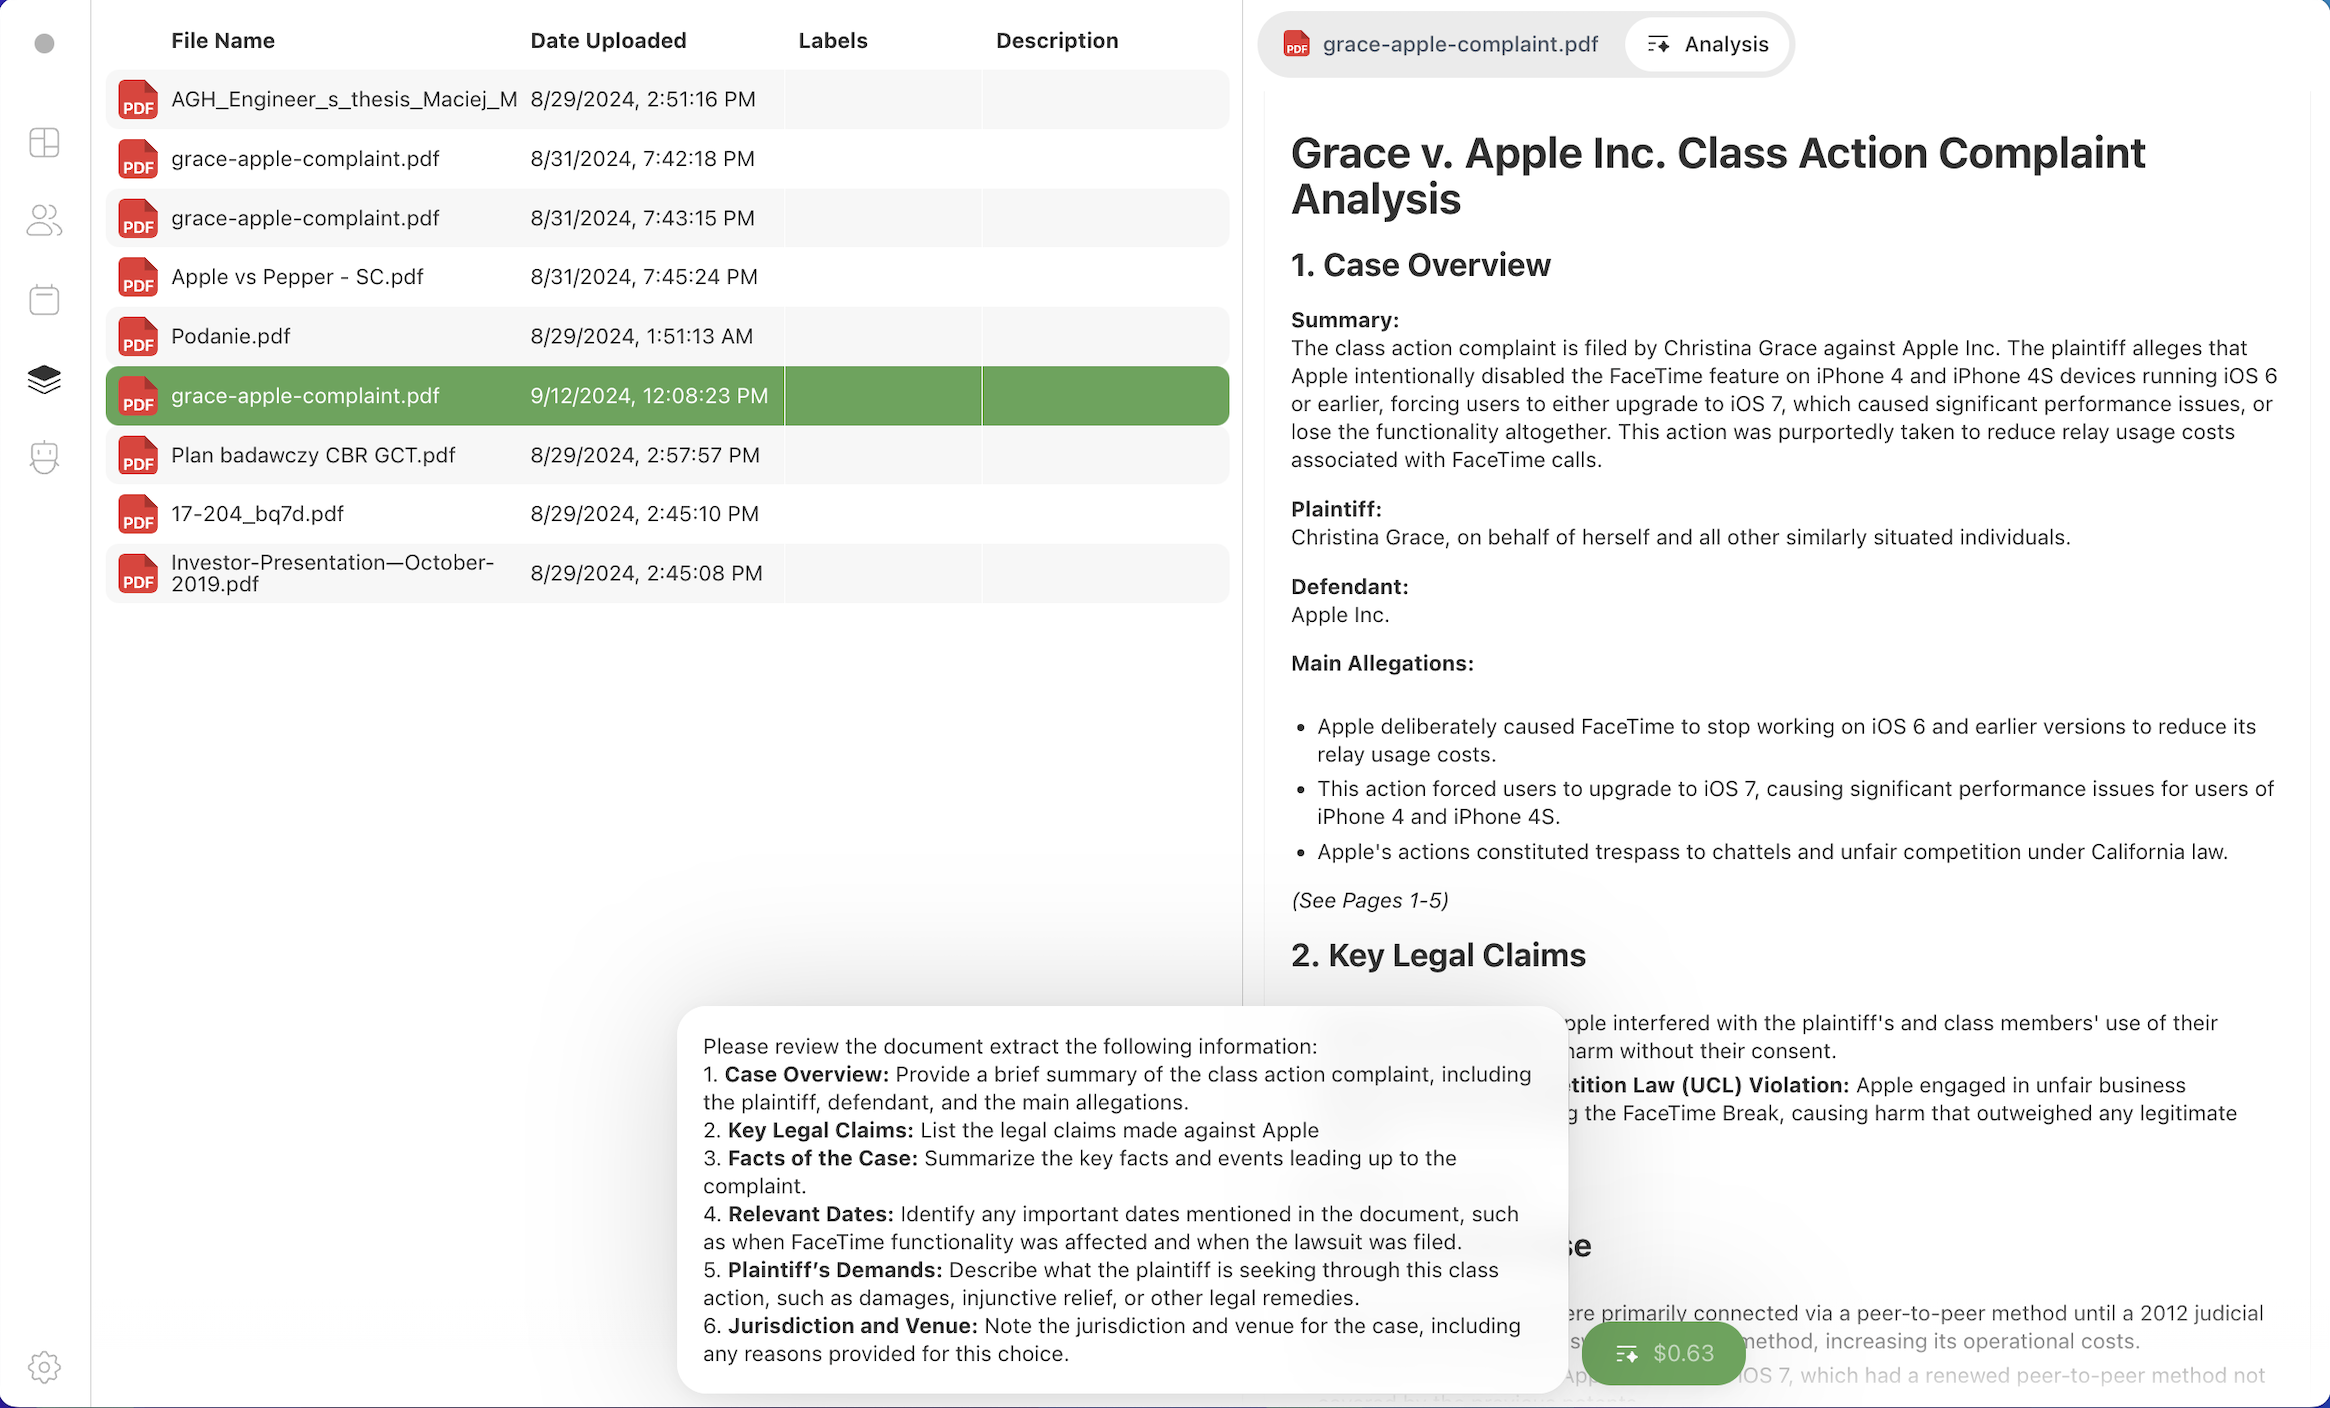 File Name Date Uploaded Labels Description
PDF AGH_Engineer_s_thesis_Maciej_M 8/29/2024, 2:51:16 PM
PDF grace-apple-complaint.pdf 8/31/2024, 7:42:18 PM
PDF grace-apple-complaint.pdf 8/31/2024, 7:43:15 PM
PDF Apple vs Pepper - SC.pdf 8/31/2024, 7:45:24 PM
PDF Podanie.pdf 8/29/2024, 1:51:13 AM
PDF grace-apple-complaint.pdf 9/12/2024, 12:08:23 PM
PDF Plan badawczy CBR GCT.pdf 8/29/2024, 2:57:57 PM
PDF 17-204_bq7d.pdf 8/29/2024, 2:45:10 PM
PDF Investor-Presentation—October-
2019.pdf 8/29/2024, 2:45:08 PM
PDF grace-apple-complaint.pdf Analysis
Grace v. Apple Inc. Class Action Complaint
Analysis
1. Case Overview
Summary:
The class action complaint is filed by Christina Grace against Apple Inc. The plaintiff alleges that
Apple intentionally disabled the FaceTime feature on iPhone 4 and iPhone 4S devices running iOS 6
or earlier, forcing users to either upgrade to iOS 7, which caused significant performance issues, or
lose the functionality altogether. This action was purportedly taken to reduce relay usage costs
associated with FaceTime calls.
Plaintiff:
Christina Grace, on behalf of herself and all other similarly situated individuals.
Defendant:
Apple Inc.
Main Allegations:
• Apple deliberately caused FaceTime to stop working on iOS 6 and earlier versions to reduce its
relay usage costs.
• This action forced users to upgrade to iOS 7, causing significant performance issues for users of
iPhone 4 and iPhone 4S.
• Apple's actions constituted trespass to chattels and unfair competition under California law.
(See Pages 1-5)
2. Key Legal Claims
pple interfered with the plaintiff's and class members' use of their
harm without their consent.
tition Law (UCL) Violation: Apple engaged in unfair business
g the FaceTime Break, causing harm that outweighed any legitimate
se
ere primarily connected via a peer-to-peer method until a 2012 judicial
method, increasing its operational costs.
App iOS 7, which had a renewed peer-to-peer method not
Please review the document extract the following information:
1. Case Overview: Provide a brief summary of the class action complaint, including
the plaintiff, defendant, and the main allegations.
2. Key Legal Claims: List the legal claims made against Apple
3. Facts of the Case: Summarize the key facts and events leading up to the
complaint.
4. Relevant Dates: Identify any important dates mentioned in the document, such
as when FaceTime functionality was affected and when the lawsuit was filed.
5. Plaintiff’s Demands: Describe what the plaintiff is seeking through this class
action, such as damages, injunctive relief, or other legal remedies.
6. Jurisdiction and Venue: Note the jurisdiction and venue for the case, including
any reasons provided for this choice.
$0.63